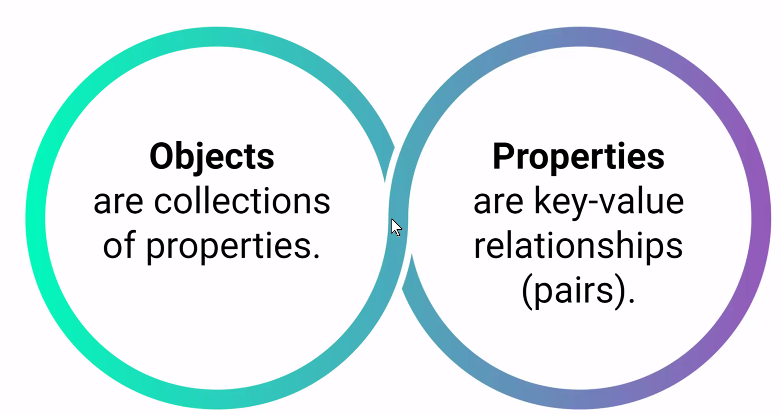 Objects
are collections
of properties.
Properties
are key-value
relationships
(pairs).